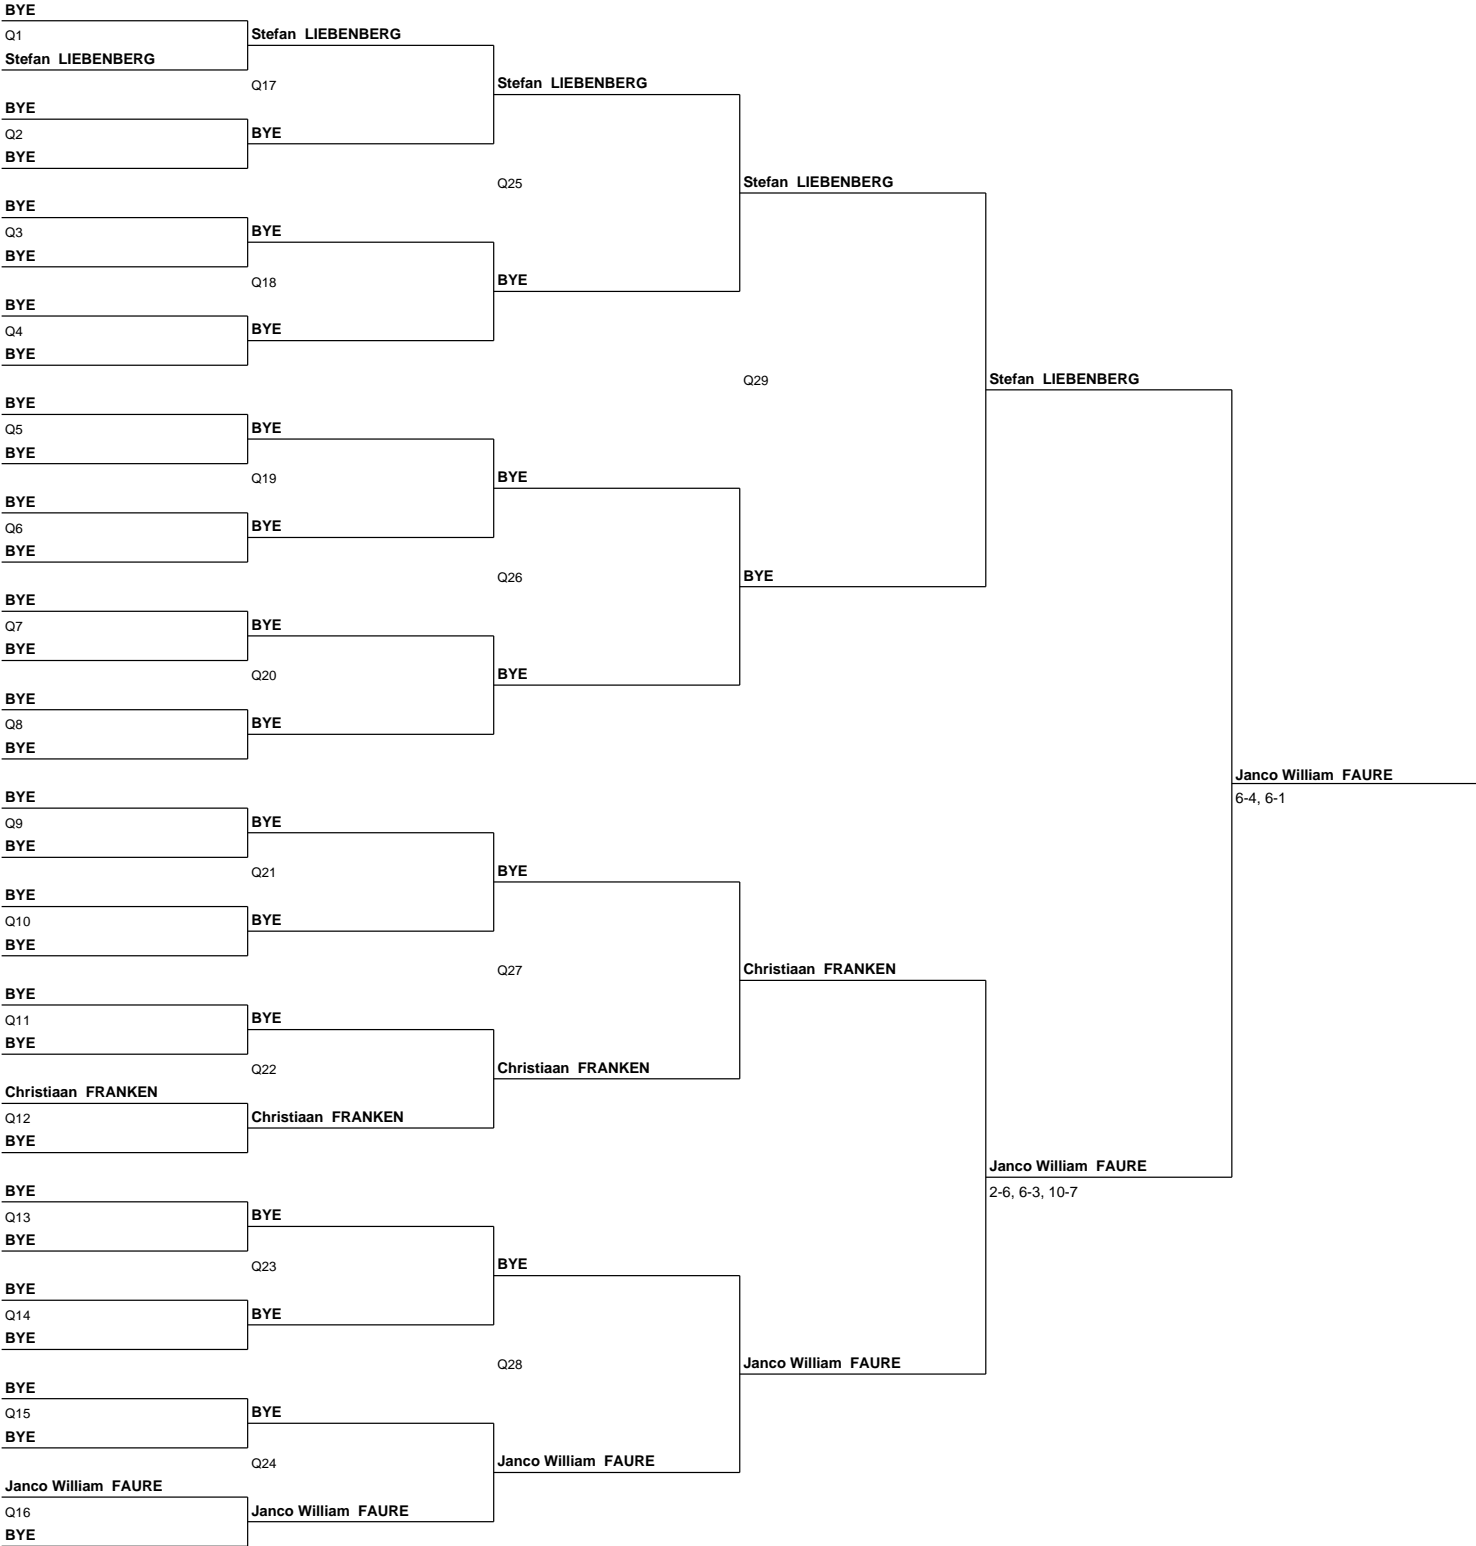 BYE
Q1
Stefan LIEBENBERG
BYE
Q2
BYE
BYE
Q3
BYE
BYE
Q4
BYE
BYE
Q5
BYE
BYE
Q6
BYE
BYE
Q7
BYE
BYE
Q8
BYE
BYE
Q9
BYE
BYE
Q10
BYE
BYE
Q11
BYE
Christiaan FRANKEN
Q12
BYE
BYE
Q13
BYE
BYE
Q14
BYE
BYE
Q15
BYE
Janco William FAURE
Q16
BYE
Stefan LIEBENBERG
Q17
BYE
BYE
Q18
BYE
BYE
Q19
BYE
BYE
Q20
BYE
BYE
Q21
BYE
BYE
Q22
Christiaan FRANKEN
BYE
Q23
BYE
BYE
Q24
Janco William FAURE
Stefan LIEBENBERG
Q25
BYE
BYE
Q26
BYE
BYE
Q27
Christiaan FRANKEN
BYE
Q28
Janco William FAURE
Stefan LIEBENBERG
Q29
BYE
Christiaan FRANKEN
Janco William FAURE
Stefan LIEBENBERG
Janco William FAURE
2-6, 6-3, 10-7
Janco William FAURE
6-4, 6-1